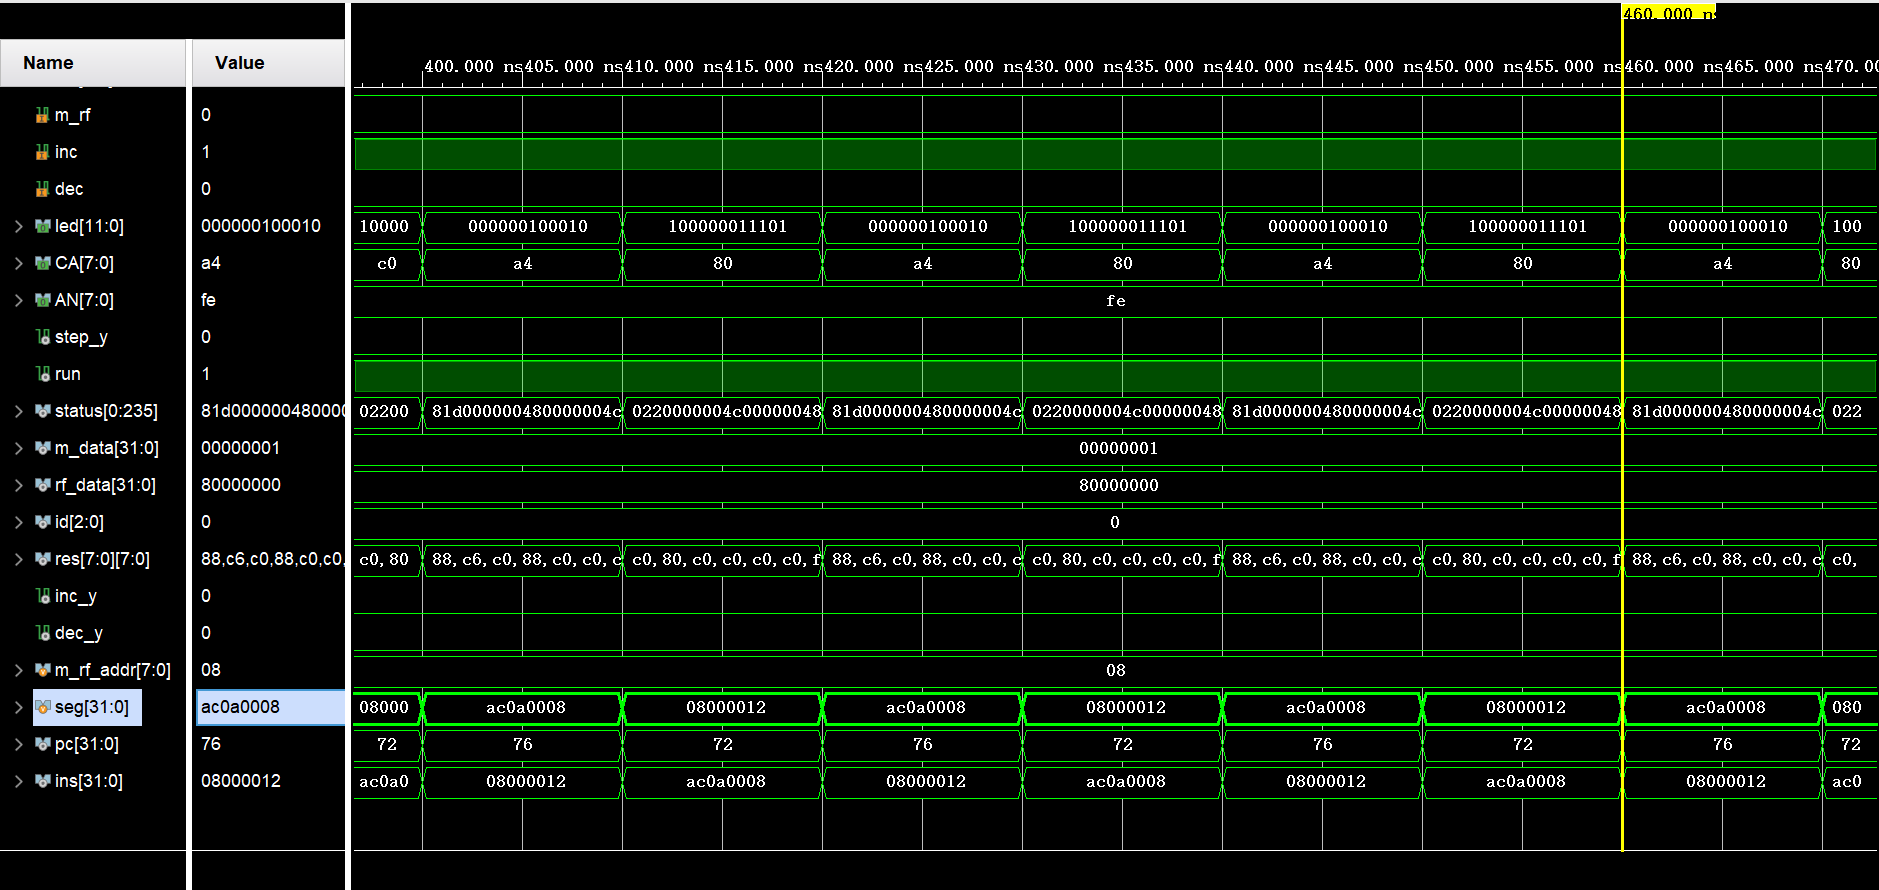 460.000 ns
Name Value
400.000 ns 405.000 ns 410.000 ns 415.000 ns 420.000 ns 425.000 ns 430.000 ns 435.000 ns 440.000 ns 445.000 ns 450.000 ns 455.000 ns 460.000 ns 465.000 ns 470.00
m_rf 0
inc 1
dec 0
led[11:0] 000000100010 10000 000000100010 100000011101 000000100010 100000011101 000000100010 100000011101 000000100010 100
CA[7:0] a4 c0 a4 80 a4 80 a4 80 a4 80
AN[7:0] fe fe
step_y 0
run 1
status[0:235] 81d000000480000 02200 81d000000480000004c 0220000004c00000048 81d000000480000004c 0220000004c00000048 81d000000480000004c 0220000004c00000048 81d000000480000004c 022
m_data[31:0] 00000001 00000001
rf_data[31:0] 80000000 80000000
id[2:0] 0 0
res[7:0][7:0] 88,c6,c0,88,c0,c0, c0,80 88,c6,c0,88,c0,c0,c c0,80,c0,c0,c0,c0,f 88,c6,c0,88,c0,c0,c c0,80,c0,c0,c0,c0,f 88,c6,c0,88,c0,c0,c c0,80,c0,c0,c0,c0,f 88,c6,c0,88,c0,c0,c c0,
inc_y 0
dec_y 0
m_rf_addr[7:0] 08 08
seg[31:0] ac0a0008 08000 ac0a0008 08000012 ac0a0008 08000012 ac0a0008 08000012 ac0a0008 080
pc[31:0] 76 72 76 72 76 72 76 72 76 72
ins[31:0] 08000012 ac0a0 08000012 ac0a0008 08000012 ac0a0008 08000012 ac0a0008 08000012 ac0